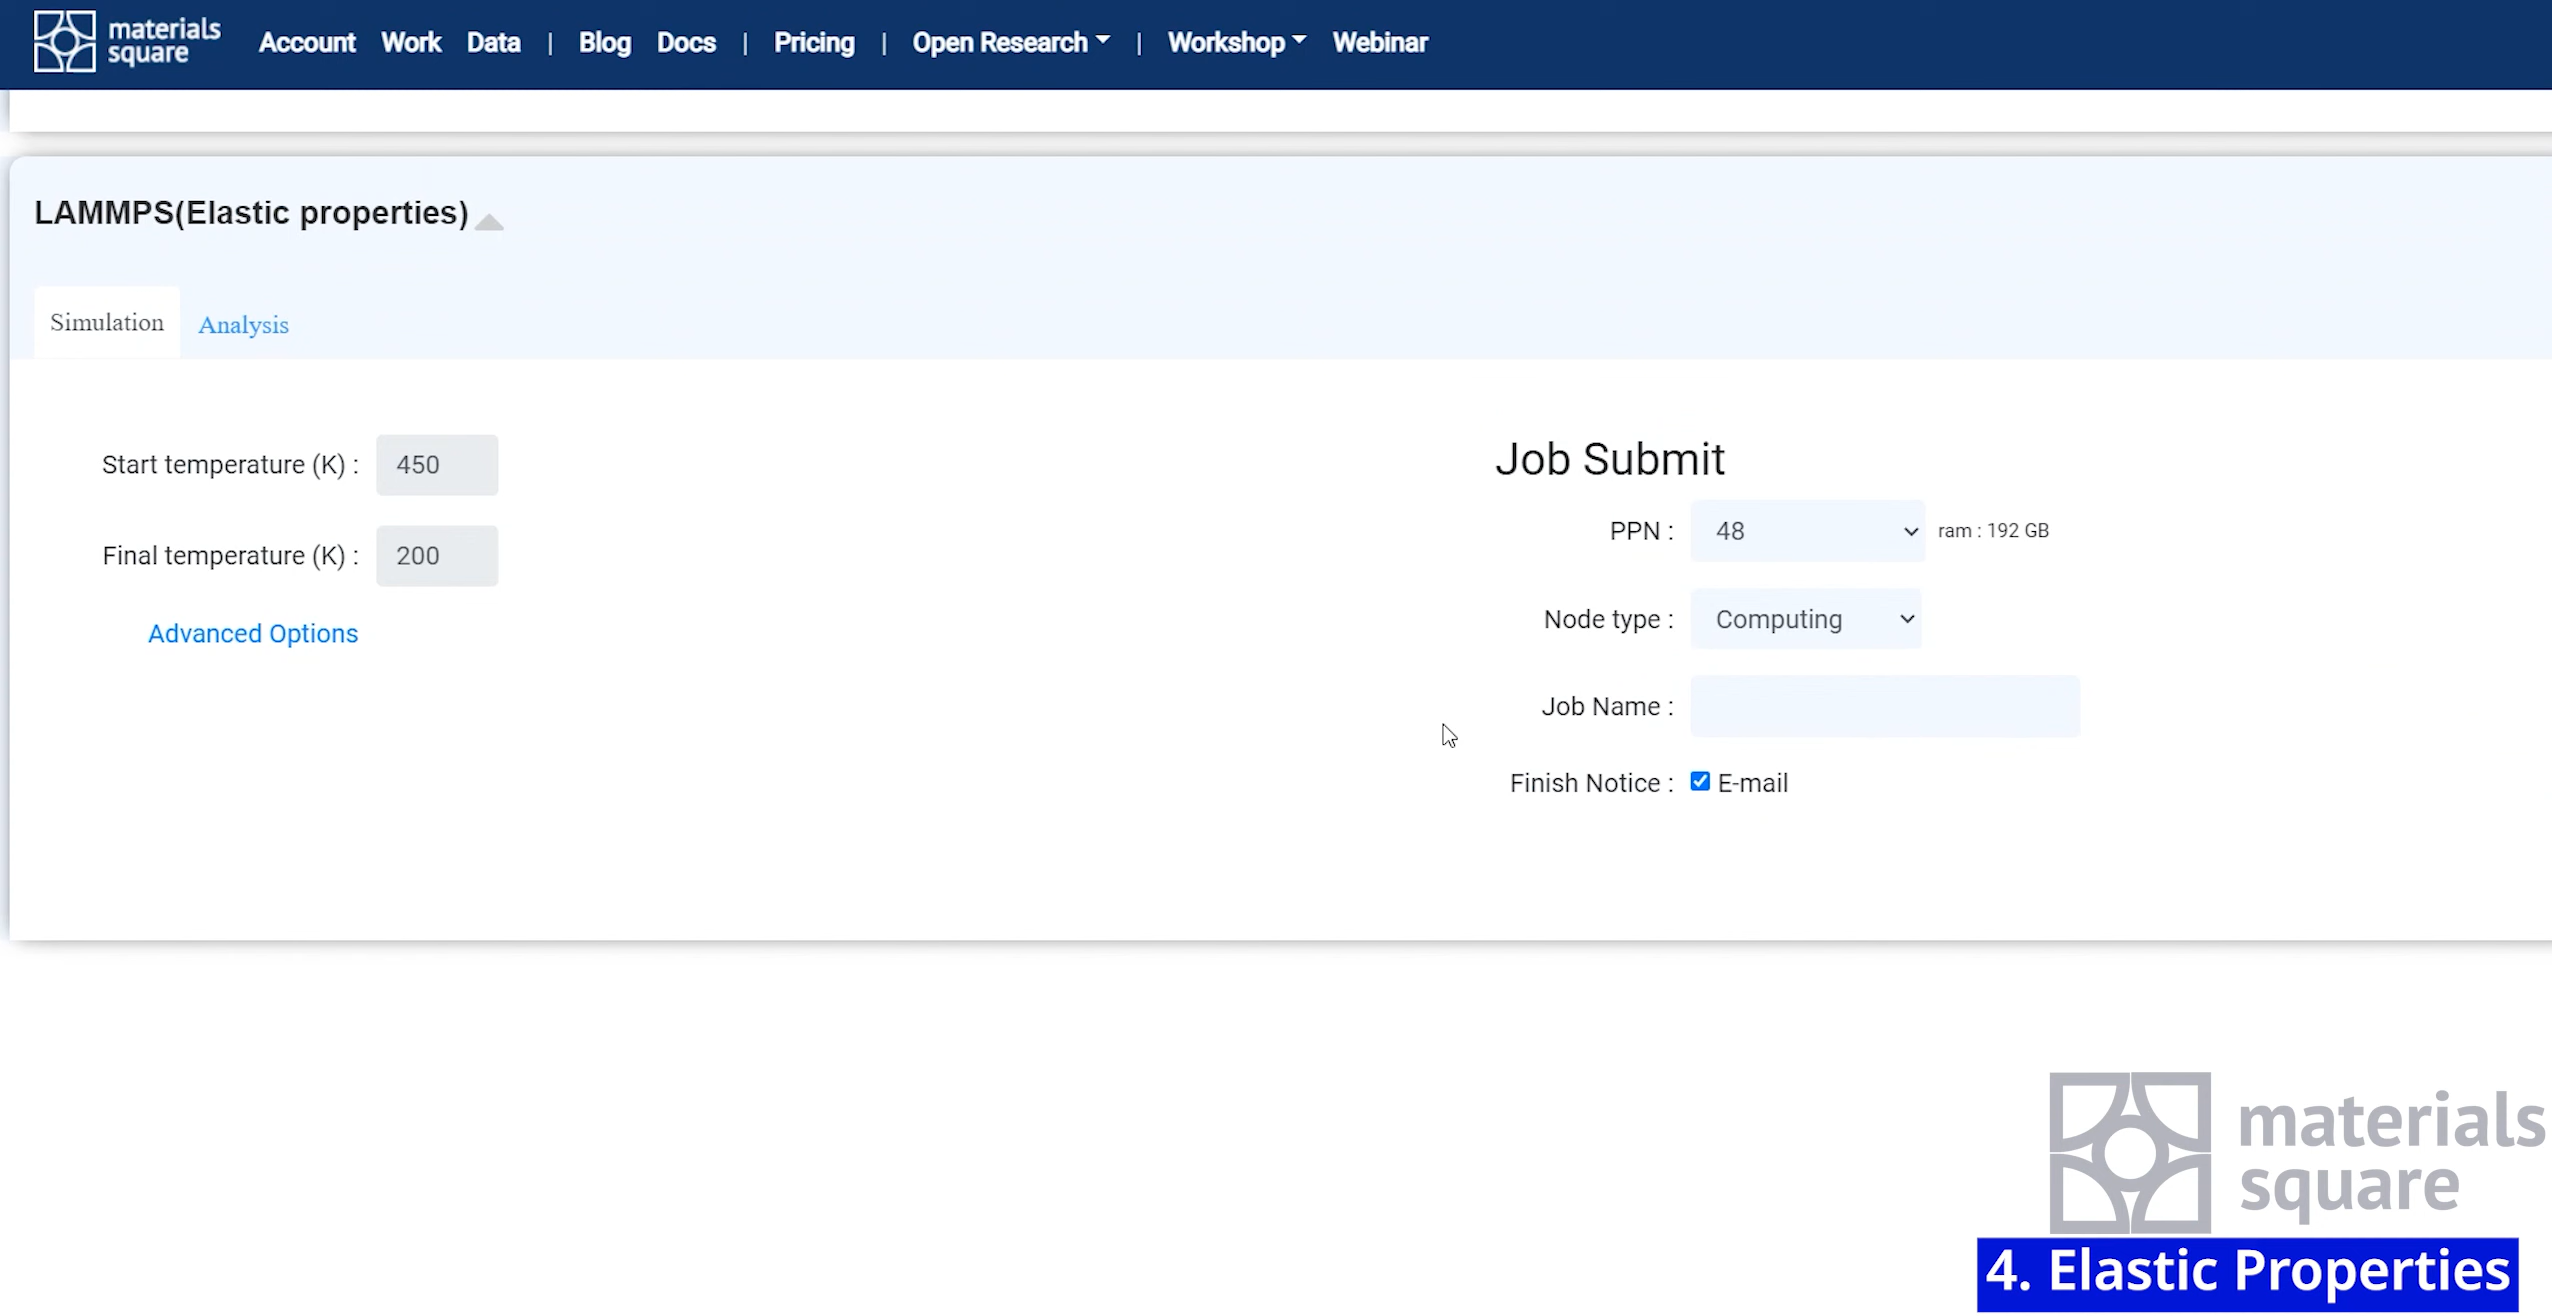 materials
square
Account Work Data | Blog Docs | Pricing | Open Research | Workshop Webinar
LAMMPS(Elastic properties)
Simulation Analysis
Start temperature (K) : 450
Final temperature (K) : 200
Advanced Options
Job Submit
PPN : 48 ram : 192 GB
Node type : Computing
Job Name :
Finish Notice : E-mail
materials
square
4. Elastic Properties